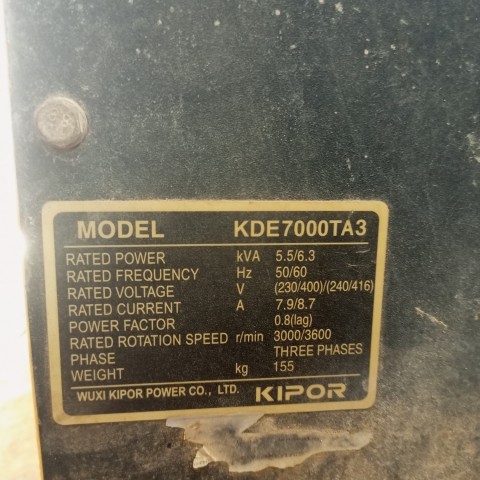 MODEL KDE7000TA3
RATED POWER kVA 5.5/6.3
RATED FREQUENCY Hz 50/60
RATED VOLTAGE V (230/400)/(240/416)
RATED CURRENT A 7.9/8.7
POWER FACTOR 0.8(lag)
RATED ROTATION SPEED r/min 3000/3600
PHASE THREE PHASES
WEIGHT kg 155
WUXI KIPOR POWER CO., LTD. KIPOR